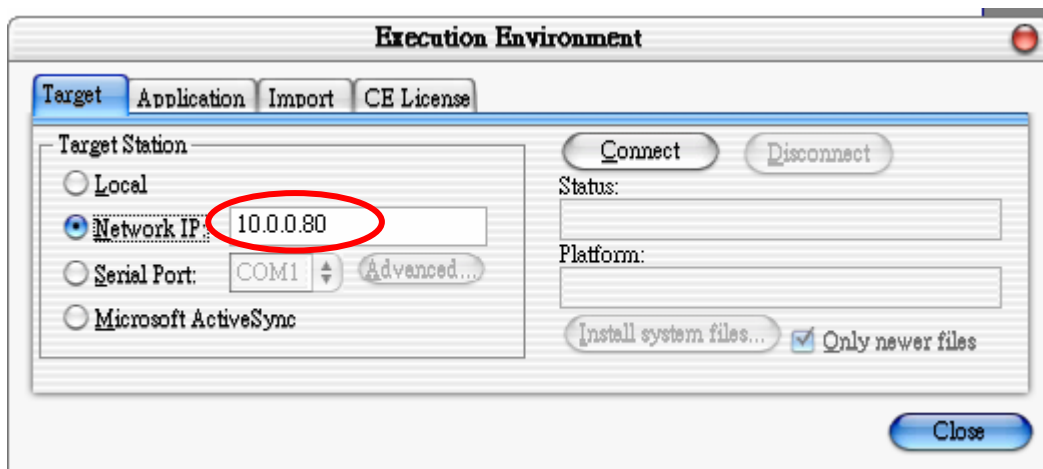 Execution Environment
Target Application Import CE License
Target Station
Local
Network IP: 10.0.0.80
Serial Port: COM1 Advanced...
Microsoft ActiveSync
Connect Disconnect
Status:
Platform:
Install system files... Only newer files
Close